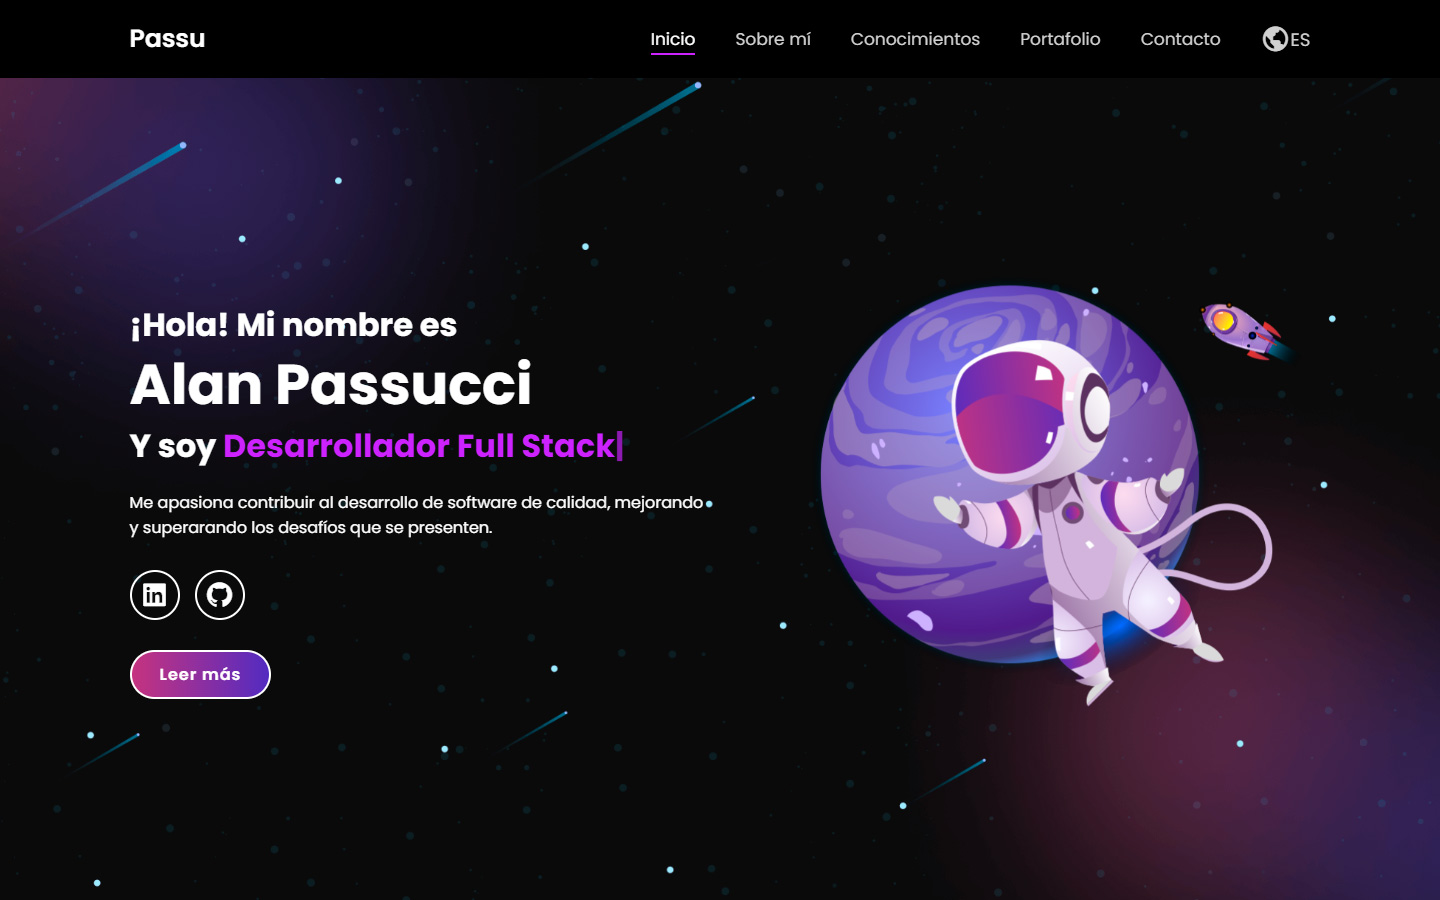 Passu
Inicio Sobre mí Conocimientos Portafolio Contacto ES
¡Hola! Mi nombre es
Alan Passucci
Y soy Desarrollador Full Stack|
Me apasiona contribuir al desarrollo de software de calidad, mejorando
y superarando los desafíos que se presenten.
in
Leer más